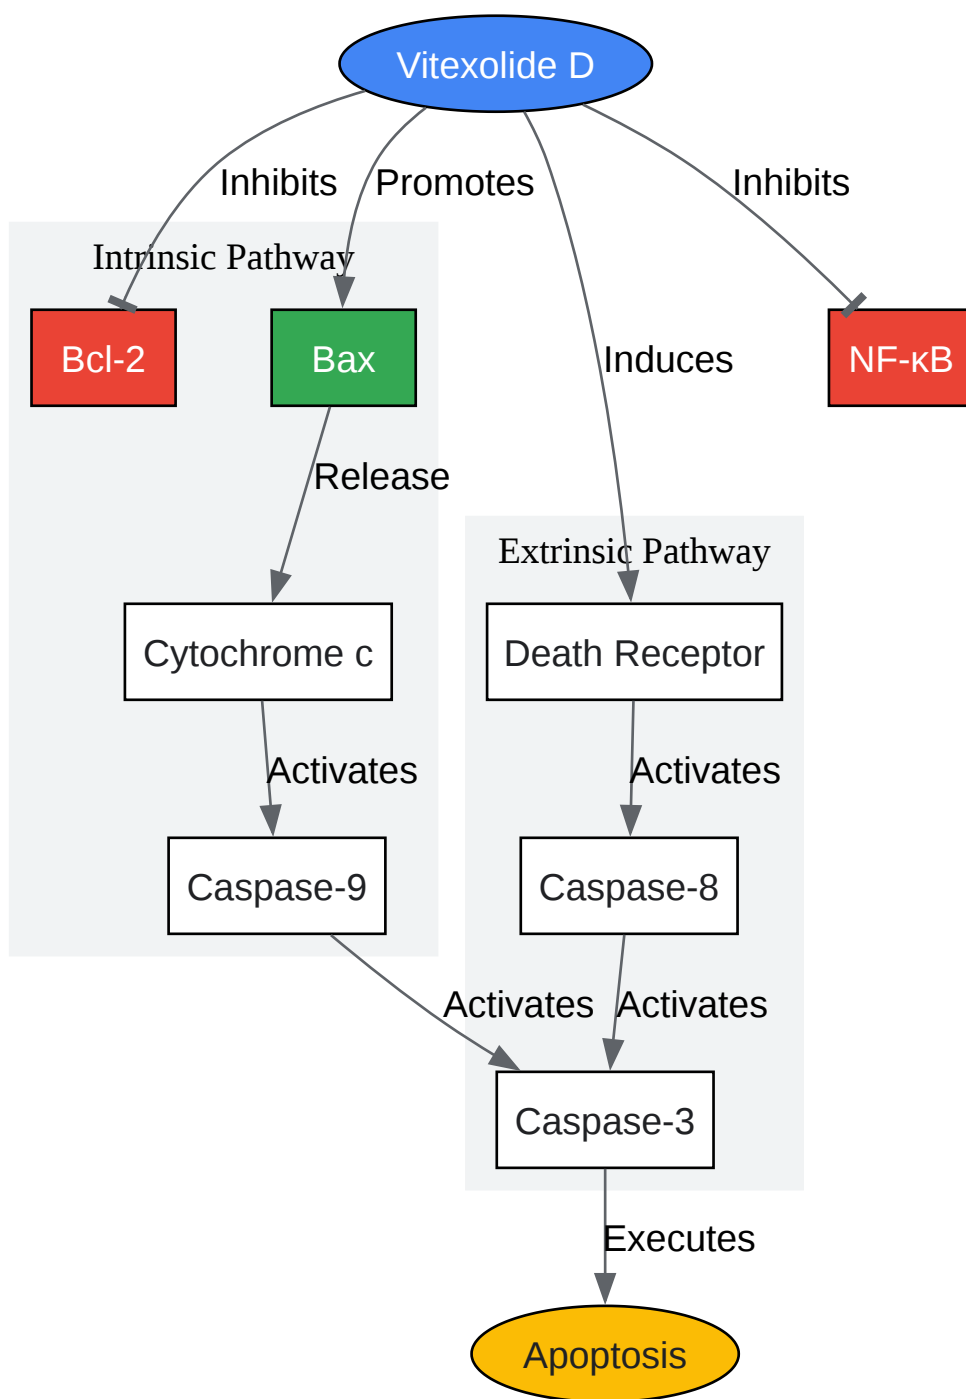 Vitexolide D
Inhibits
Promotes
Inhibits
Intrinsic Pathway
Bcl-2
Bax
Induces
NF-κB
Release
Extrinsic Pathway
Cytochrome c
Death Receptor
Activates
Activates
Caspase-9
Caspase-8
Activates
Activates
Caspase-3
Executes
Apoptosis